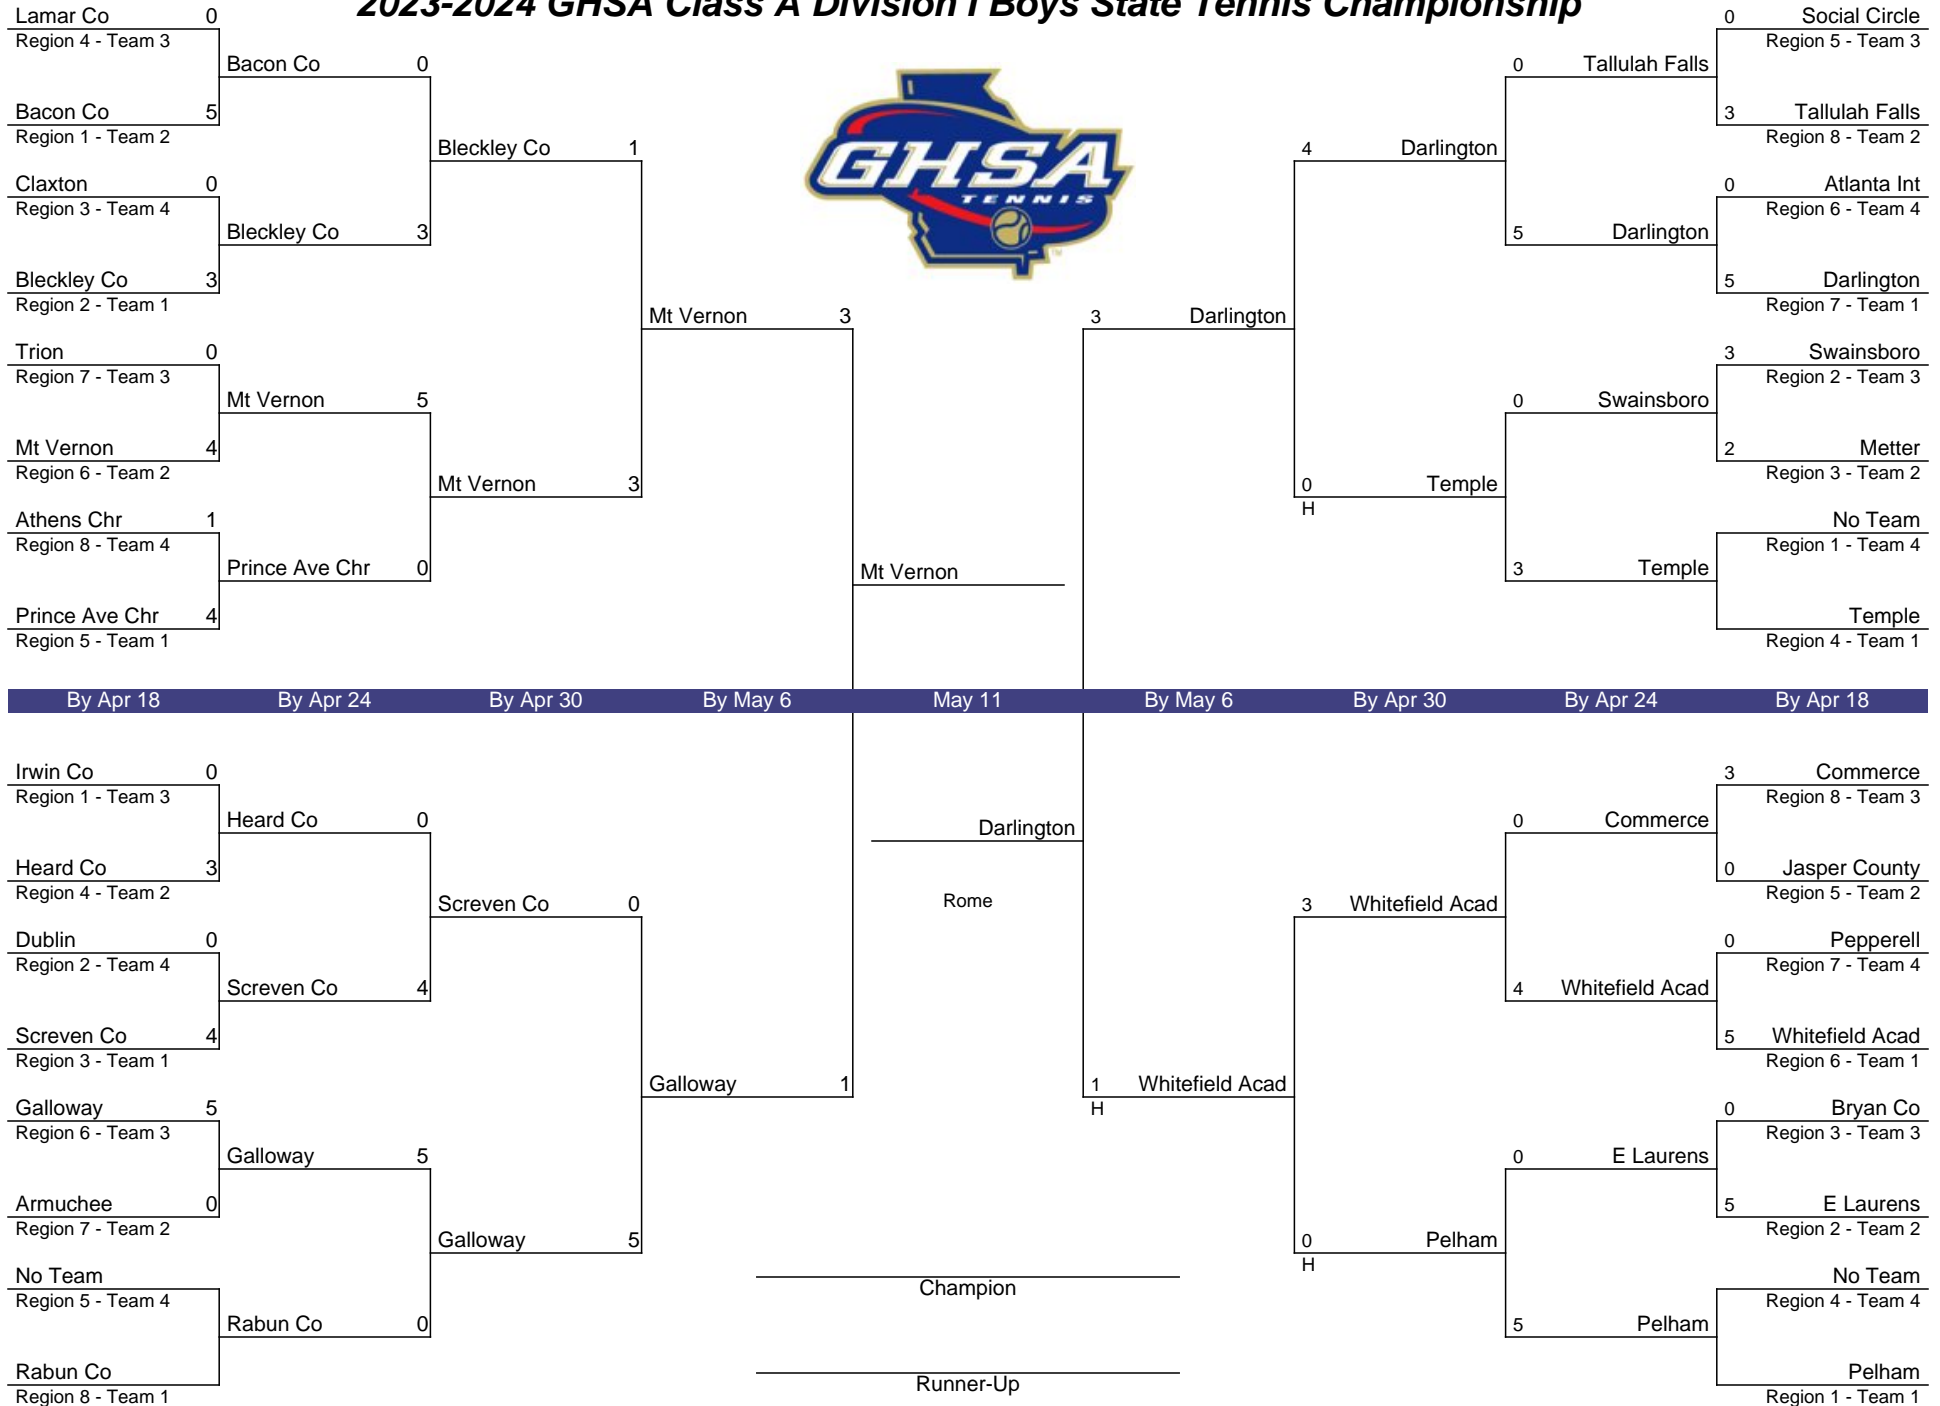 2023-2024 GHSA Class A Division I Boys State Tennis Championship
GHSA
TENNIS
TM
Lamar Co 0
Region 4 - Team 3
Bacon Co 5
Region 1 - Team 2
Claxton 0
Region 3 - Team 4
Bleckley Co 3
Region 2 - Team 1
Trion 0
Region 7 - Team 3
Mt Vernon 4
Region 6 - Team 2
Athens Chr 1
Region 8 - Team 4
Prince Ave Chr 4
Region 5 - Team 1
Bacon Co 0
Bleckley Co 3
Mt Vernon 5
Prince Ave Chr 0
Bleckley Co 1
Mt Vernon 3
Mt Vernon 3
Mt Vernon
0 Social Circle
Region 5 - Team 3
3 Tallulah Falls
Region 8 - Team 2
0 Atlanta Int
Region 6 - Team 4
5 Darlington
Region 7 - Team 1
3 Swainsboro
Region 2 - Team 3
2 Metter
Region 3 - Team 2
No Team
Region 1 - Team 4
Temple
Region 4 - Team 1
0 Tallulah Falls
5 Darlington
0 Swainsboro
3 Temple
4 Darlington
0 Temple
H
3 Darlington
By Apr 18 By Apr 24 By Apr 30 By May 6 May 11 By May 6 By Apr 30 By Apr 24 By Apr 18
Irwin Co 0
Region 1 - Team 3
Heard Co 3
Region 4 - Team 2
Dublin 0
Region 2 - Team 4
Screven Co 4
Region 3 - Team 1
Galloway 5
Region 6 - Team 3
Armuchee 0
Region 7 - Team 2
No Team
Region 5 - Team 4
Rabun Co
Region 8 - Team 1
Heard Co 0
Screven Co 4
Galloway 5
Rabun Co 0
Screven Co 0
Galloway 5
Galloway 1
Darlington
Rome
3 Commerce
Region 8 - Team 3
0 Jasper County
Region 5 - Team 2
0 Pepperell
Region 7 - Team 4
5 Whitefield Acad
Region 6 - Team 1
0 Bryan Co
Region 3 - Team 3
5 E Laurens
Region 2 - Team 2
No Team
Region 4 - Team 4
Pelham
Region 1 - Team 1
0 Commerce
4 Whitefield Acad
0 E Laurens
5 Pelham
3 Whitefield Acad
0 Pelham
H
1 Whitefield Acad
H
Champion
Runner-Up